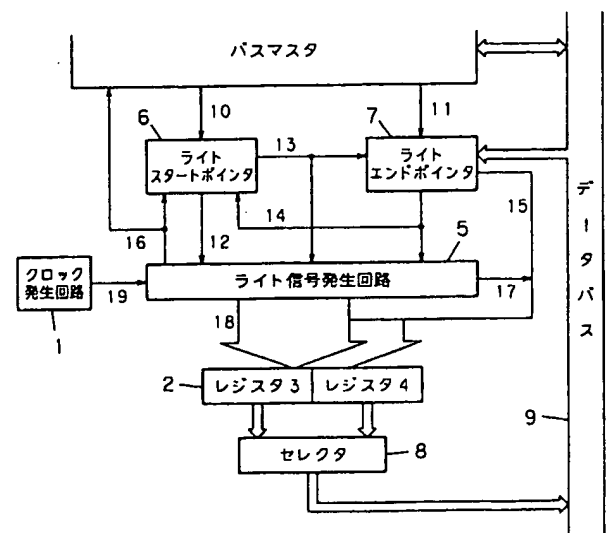 バスマスタ
10
11
6
7
ライト
スタートポインタ
13
ライト
エンドポインタ
15
14
16
12
5
クロック
発生回路
19
ライト信号発生回路
17
1
18
2
レジスタ3
レジスタ4
セレクタ
8
9
データバス